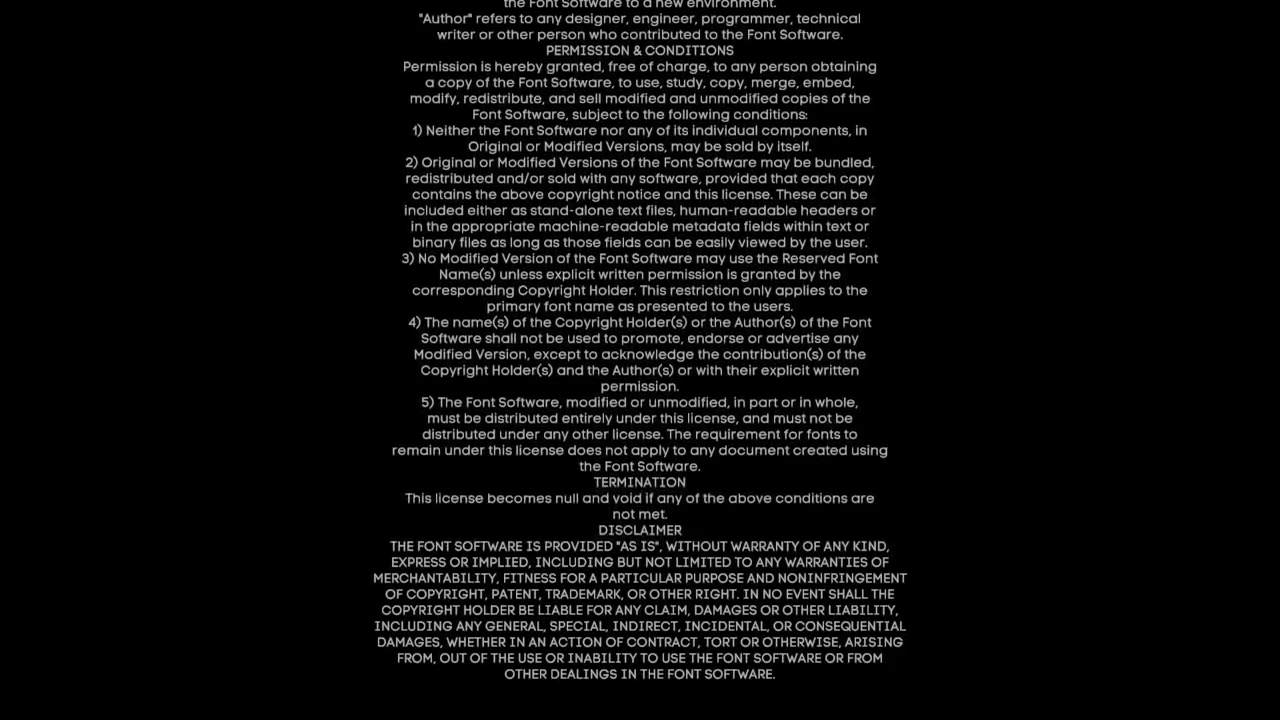 the Font Software to a new environment.
"Author" refers to any designer, engineer, programmer, technical
writer or other person who contributed to the Font Software.
PERMISSION & CONDITIONS
Permission is hereby granted, free of charge, to any person obtaining
a copy of the Font Software, to use, study, copy, merge, embed,
modify, redistribute, and sell modified and unmodified copies of the
Font Software, subject to the following conditions:
1) Neither the Font Software nor any of its individual components, in
Original or Modified Versions, may be sold by itself.
2) Original or Modified Versions of the Font Software may be bundled,
redistributed and/or sold with any software, provided that each copy
contains the above copyright notice and this license. These can be
included either as stand-alone text files, human-readable headers or
in the appropriate machine-readable metadata fields within text or
binary files as long as those fields can be easily viewed by the user.
3) No Modified Version of the Font Software may use the Reserved Font
Name(s) unless explicit written permission is granted by the
corresponding Copyright Holder. This restriction only applies to the
primary font name as presented to the users.
4) The name(s) of the Copyright Holder(s) or the Author(s) of the Font
Software shall not be used to promote, endorse or advertise any
Modified Version, except to acknowledge the contribution(s) of the
Copyright Holder(s) and the Author(s) or with their explicit written
permission.
5) The Font Software, modified or unmodified, in part or in whole,
must be distributed entirely under this license, and must not be
distributed under any other license. The requirement for fonts to
remain under this license does not apply to any document created using
the Font Software.
TERMINATION
This license becomes null and void if any of the above conditions are
not met.
DISCLAIMER
THE FONT SOFTWARE IS PROVIDED "AS IS", WITHOUT WARRANTY OF ANY KIND,
EXPRESS OR IMPLIED, INCLUDING BUT NOT LIMITED TO ANY WARRANTIES OF
MERCHANTABILITY, FITNESS FOR A PARTICULAR PURPOSE AND NONINFRINGEMENT
OF COPYRIGHT, PATENT, TRADEMARK, OR OTHER RIGHT. IN NO EVENT SHALL THE
COPYRIGHT HOLDER BE LIABLE FOR ANY CLAIM, DAMAGES OR OTHER LIABILITY,
INCLUDING ANY GENERAL, SPECIAL, INDIRECT, INCIDENTAL, OR CONSEQUENTIAL
DAMAGES, WHETHER IN AN ACTION OF CONTRACT, TORT OR OTHERWISE, ARISING
FROM, OUT OF THE USE OR INABILITY TO USE THE FONT SOFTWARE OR FROM
OTHER DEALINGS IN THE FONT SOFTWARE.